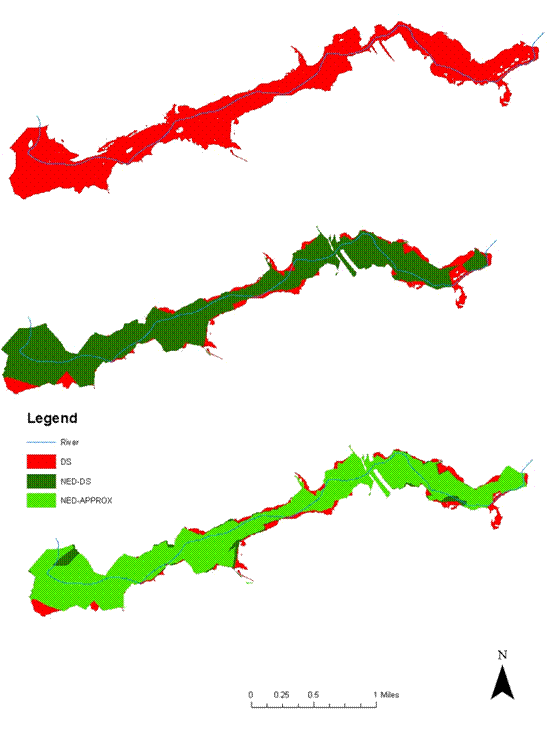 Legend
River
DS
NED-DS
NED-APPROX
N
0 0.25 0.5 1 Miles